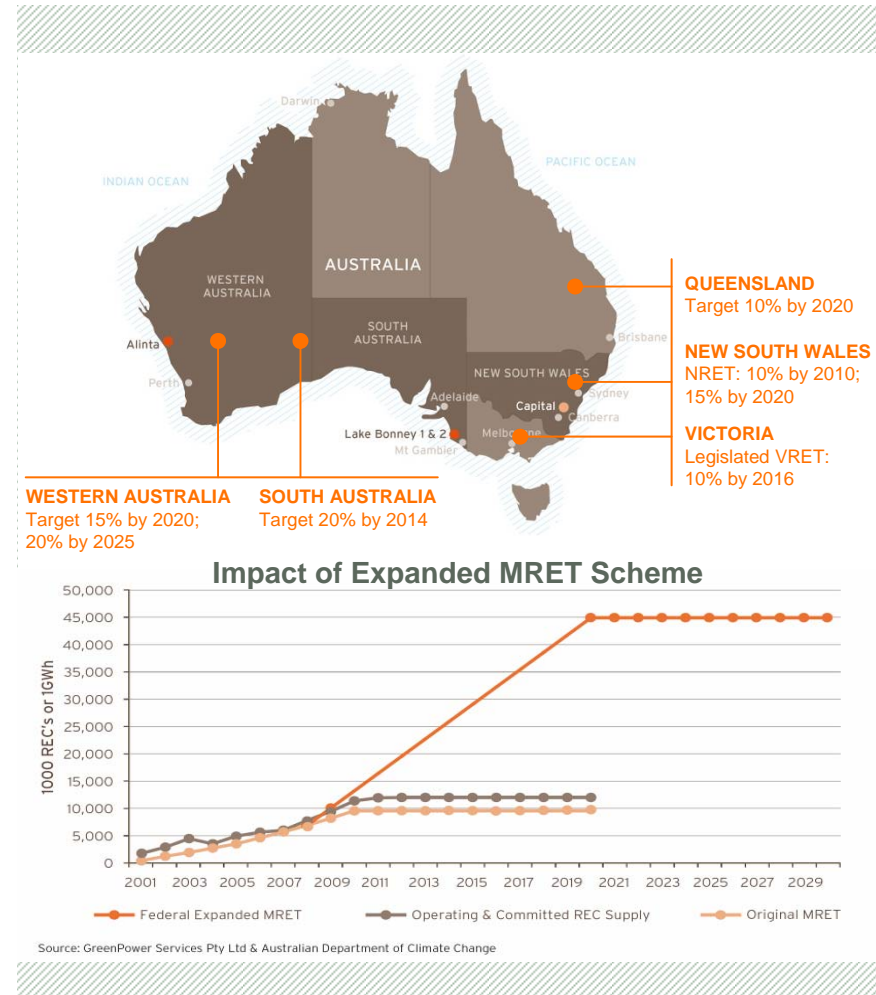 Darwin
INDIAN OCEAN
PACIFIC OCEAN
AUSTRALIA
WESTERN
AUSTRALIA
SOUTH
AUSTRALIA
NEW SOUTH WALES
Alinta
Perth
Adelaide
Lake Bonney 1 & 2
Mt Gambier
Melbourne
Capital
Canberra
Sydney
Brisbane
QUEENSLAND
Target 10% by 2020
NEW SOUTH WALES
NRET: 10% by 2010;
15% by 2020
VICTORIA
Legislated VRET:
10% by 2016
WESTERN AUSTRALIA
Target 15% by 2020;
20% by 2025
SOUTH AUSTRALIA
Target 20% by 2014
Impact of Expanded MRET Scheme
1000 REC's or 1GWh
50,000
45,000
40,000
35,000
30,000
25,000
20,000
15,000
10,000
5,000
0
2001 2003 2005 2007 2009 2011 2013 2015 2017 2019 2021 2023 2025 2027 2029
Federal Expanded MRET Operating & Committed REC Supply Original MRET
Source: GreenPower Services Pty Ltd & Australian Department of Climate Change